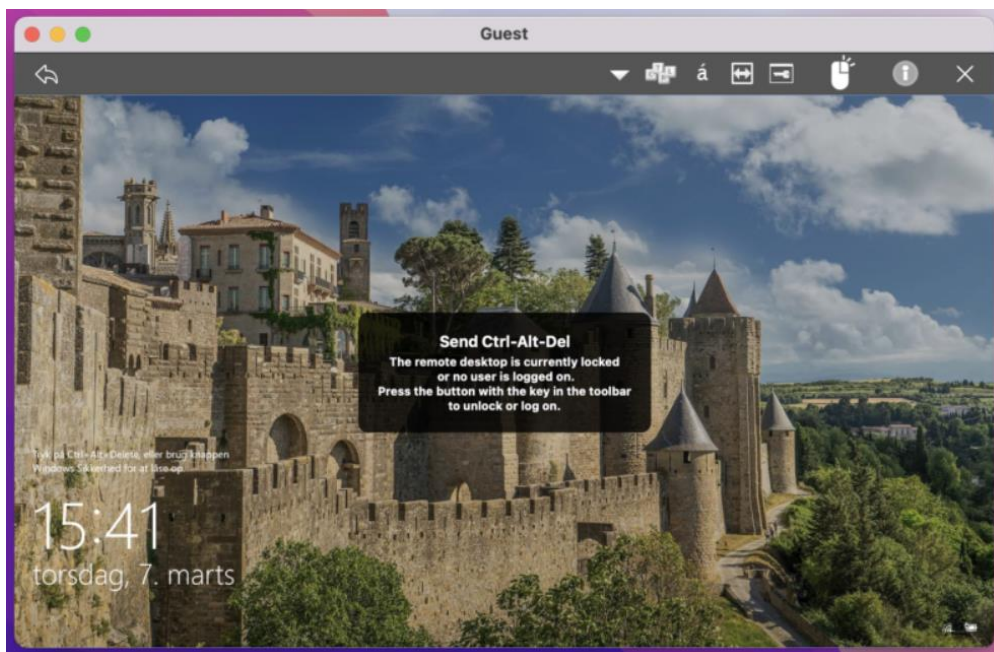 Guest
á
Send Ctrl-Alt-Del
The remote desktop is currently locked
or no user is logged on.
Press the button with the key in the toolbar
to unlock or log on.
Tryk på Ctrl+Alt+Delete, eller brug knappen
Windows Sikkerhed for at låse op.
15:41
torsdag, 7. marts